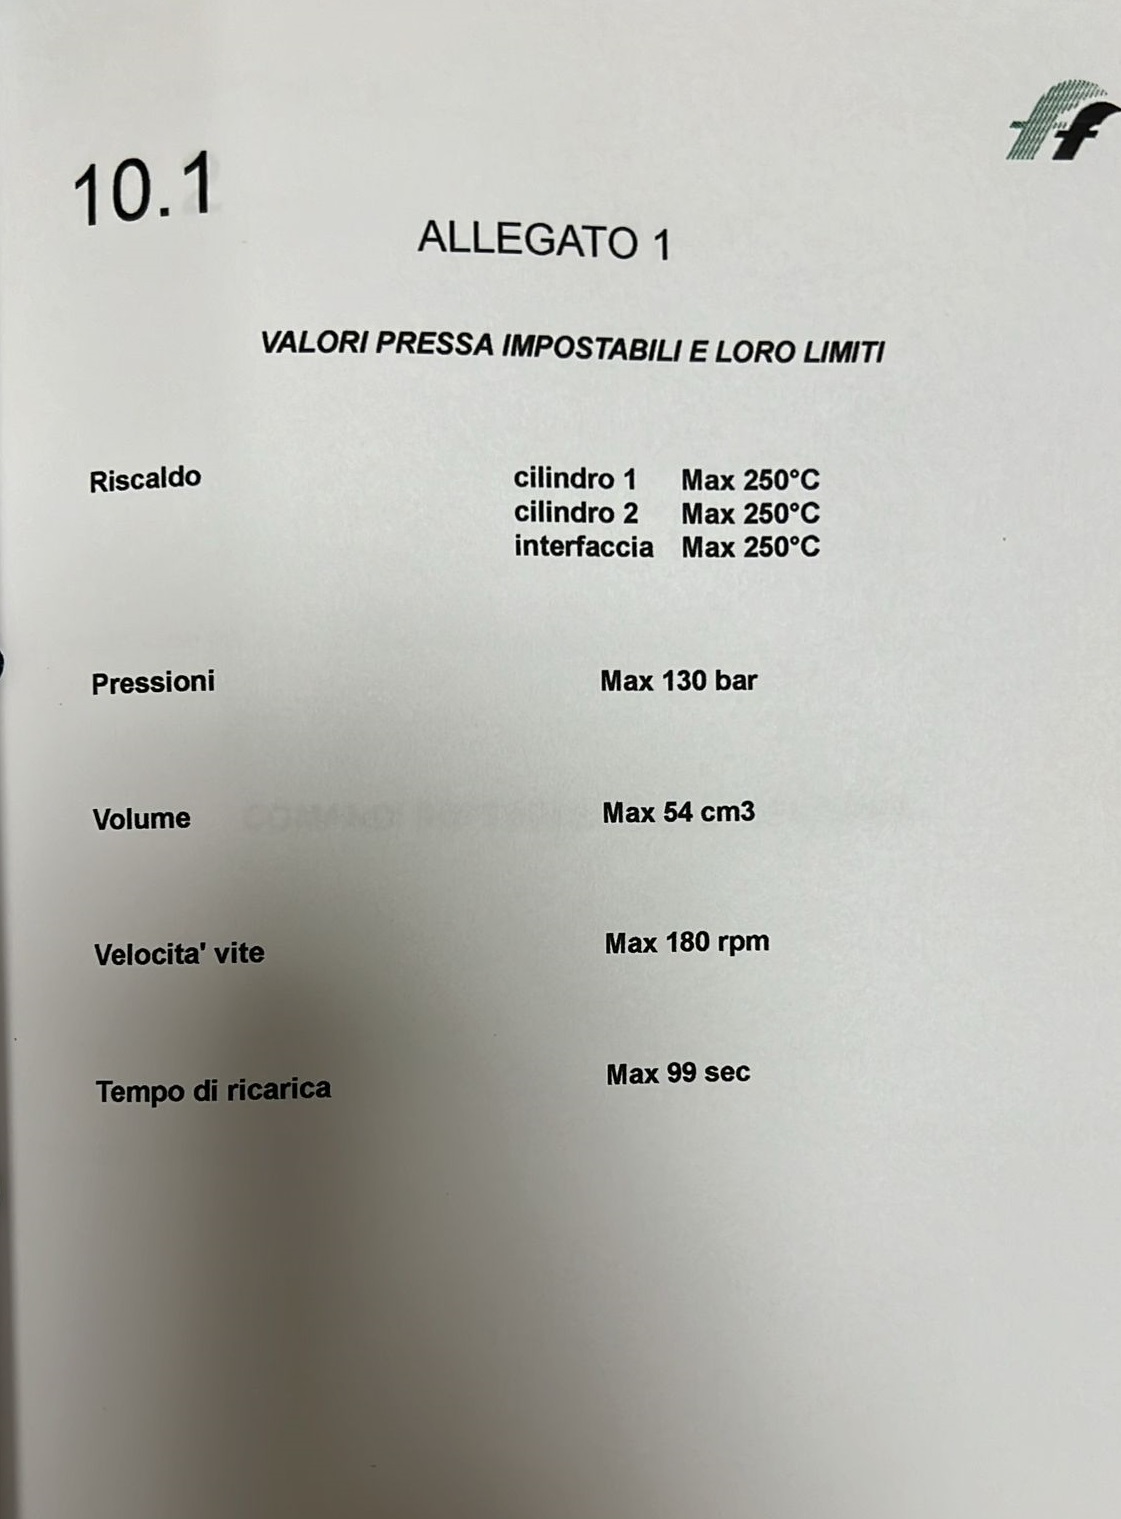 10.1
ALLEGATO 1
VALORI PRESSA IMPOSTABILI E LORO LIMITI
Riscaldo cilindro 1 Max 250°C
cilindro 2 Max 250°C
interfaccia Max 250°C
Pressioni Max 130 bar
Volume Max 54 cm3
Velocita' vite Max 180 rpm
Tempo di ricarica Max 99 sec